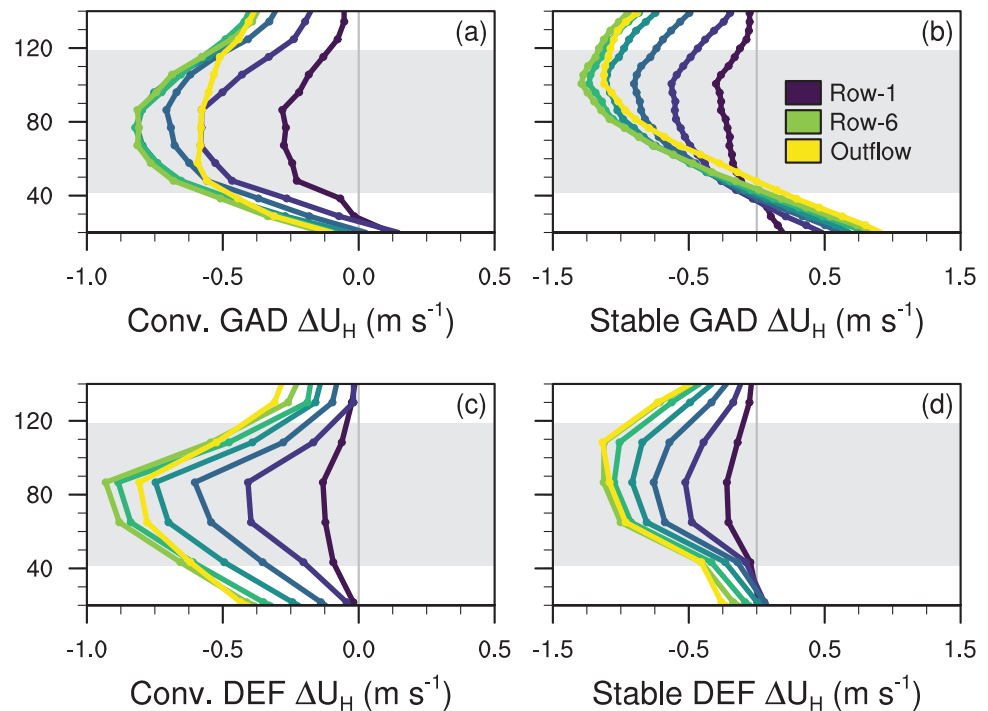 (a)
120
80
40
-1.0 -0.5 0.0 0.5
Conv. GAD ΔU_H (m s⁻¹)
(b)
Row-1
Row-6
Outflow
-1.5 -0.5 0.5 1.5
Stable GAD ΔU_H (m s⁻¹)
(c)
120
80
40
-1.0 -0.5 0.0 0.5
Conv. DEF ΔU_H (m s⁻¹)
(d)
-1.5 -0.5 0.5 1.5
Stable DEF ΔU_H (m s⁻¹)